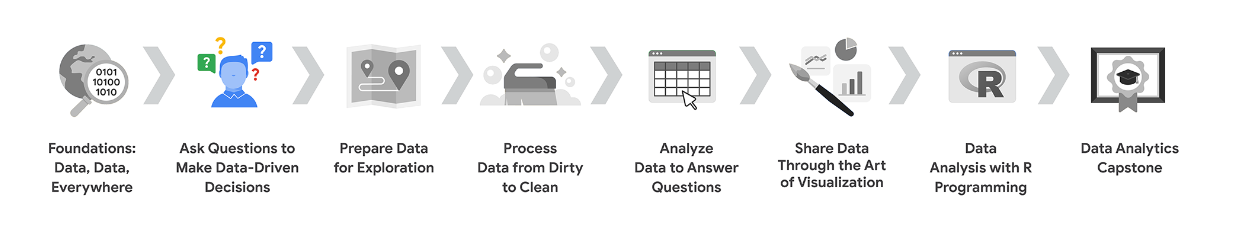 0101
10100
1010
?
?
?
?
R
Foundations:
Data, Data,
Everywhere
Ask Questions to
Make Data-Driven
Decisions
Prepare Data
for Exploration
Process
Data from Dirty
to Clean
Analyze
Data to Answer
Questions
Share Data
Through the Art
of Visualization
Data
Analysis with R
Programming
Data Analytics
Capstone